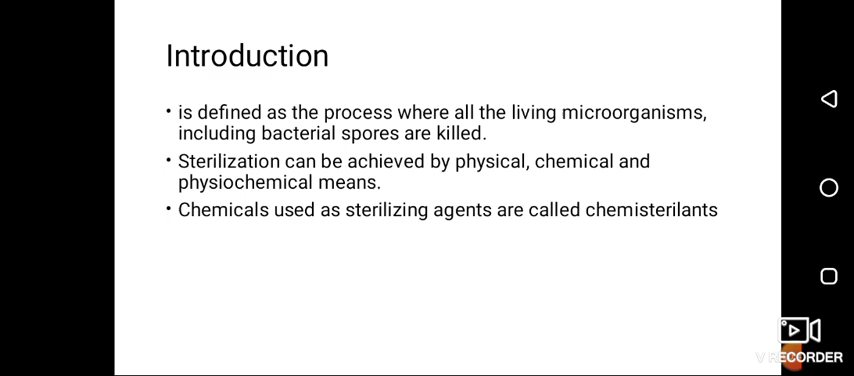 Introduction
• is defined as the process where all the living microorganisms,
including bacterial spores are killed.
• Sterilization can be achieved by physical, chemical and
physiochemical means.
• Chemicals used as sterilizing agents are called chemisterilants
V RECORDER